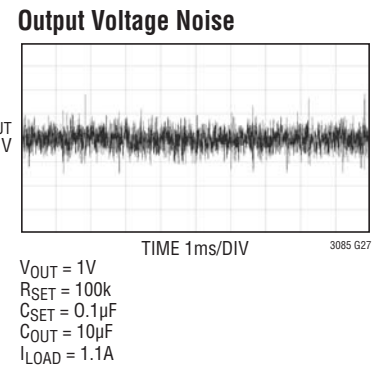 Output Voltage Noise
UT
V
TIME 1ms/DIV
3085 G27
VOUT = 1V
RSET = 100k
CSET = O.1µF
COUT = 10µF
ILOAD = 1.1A